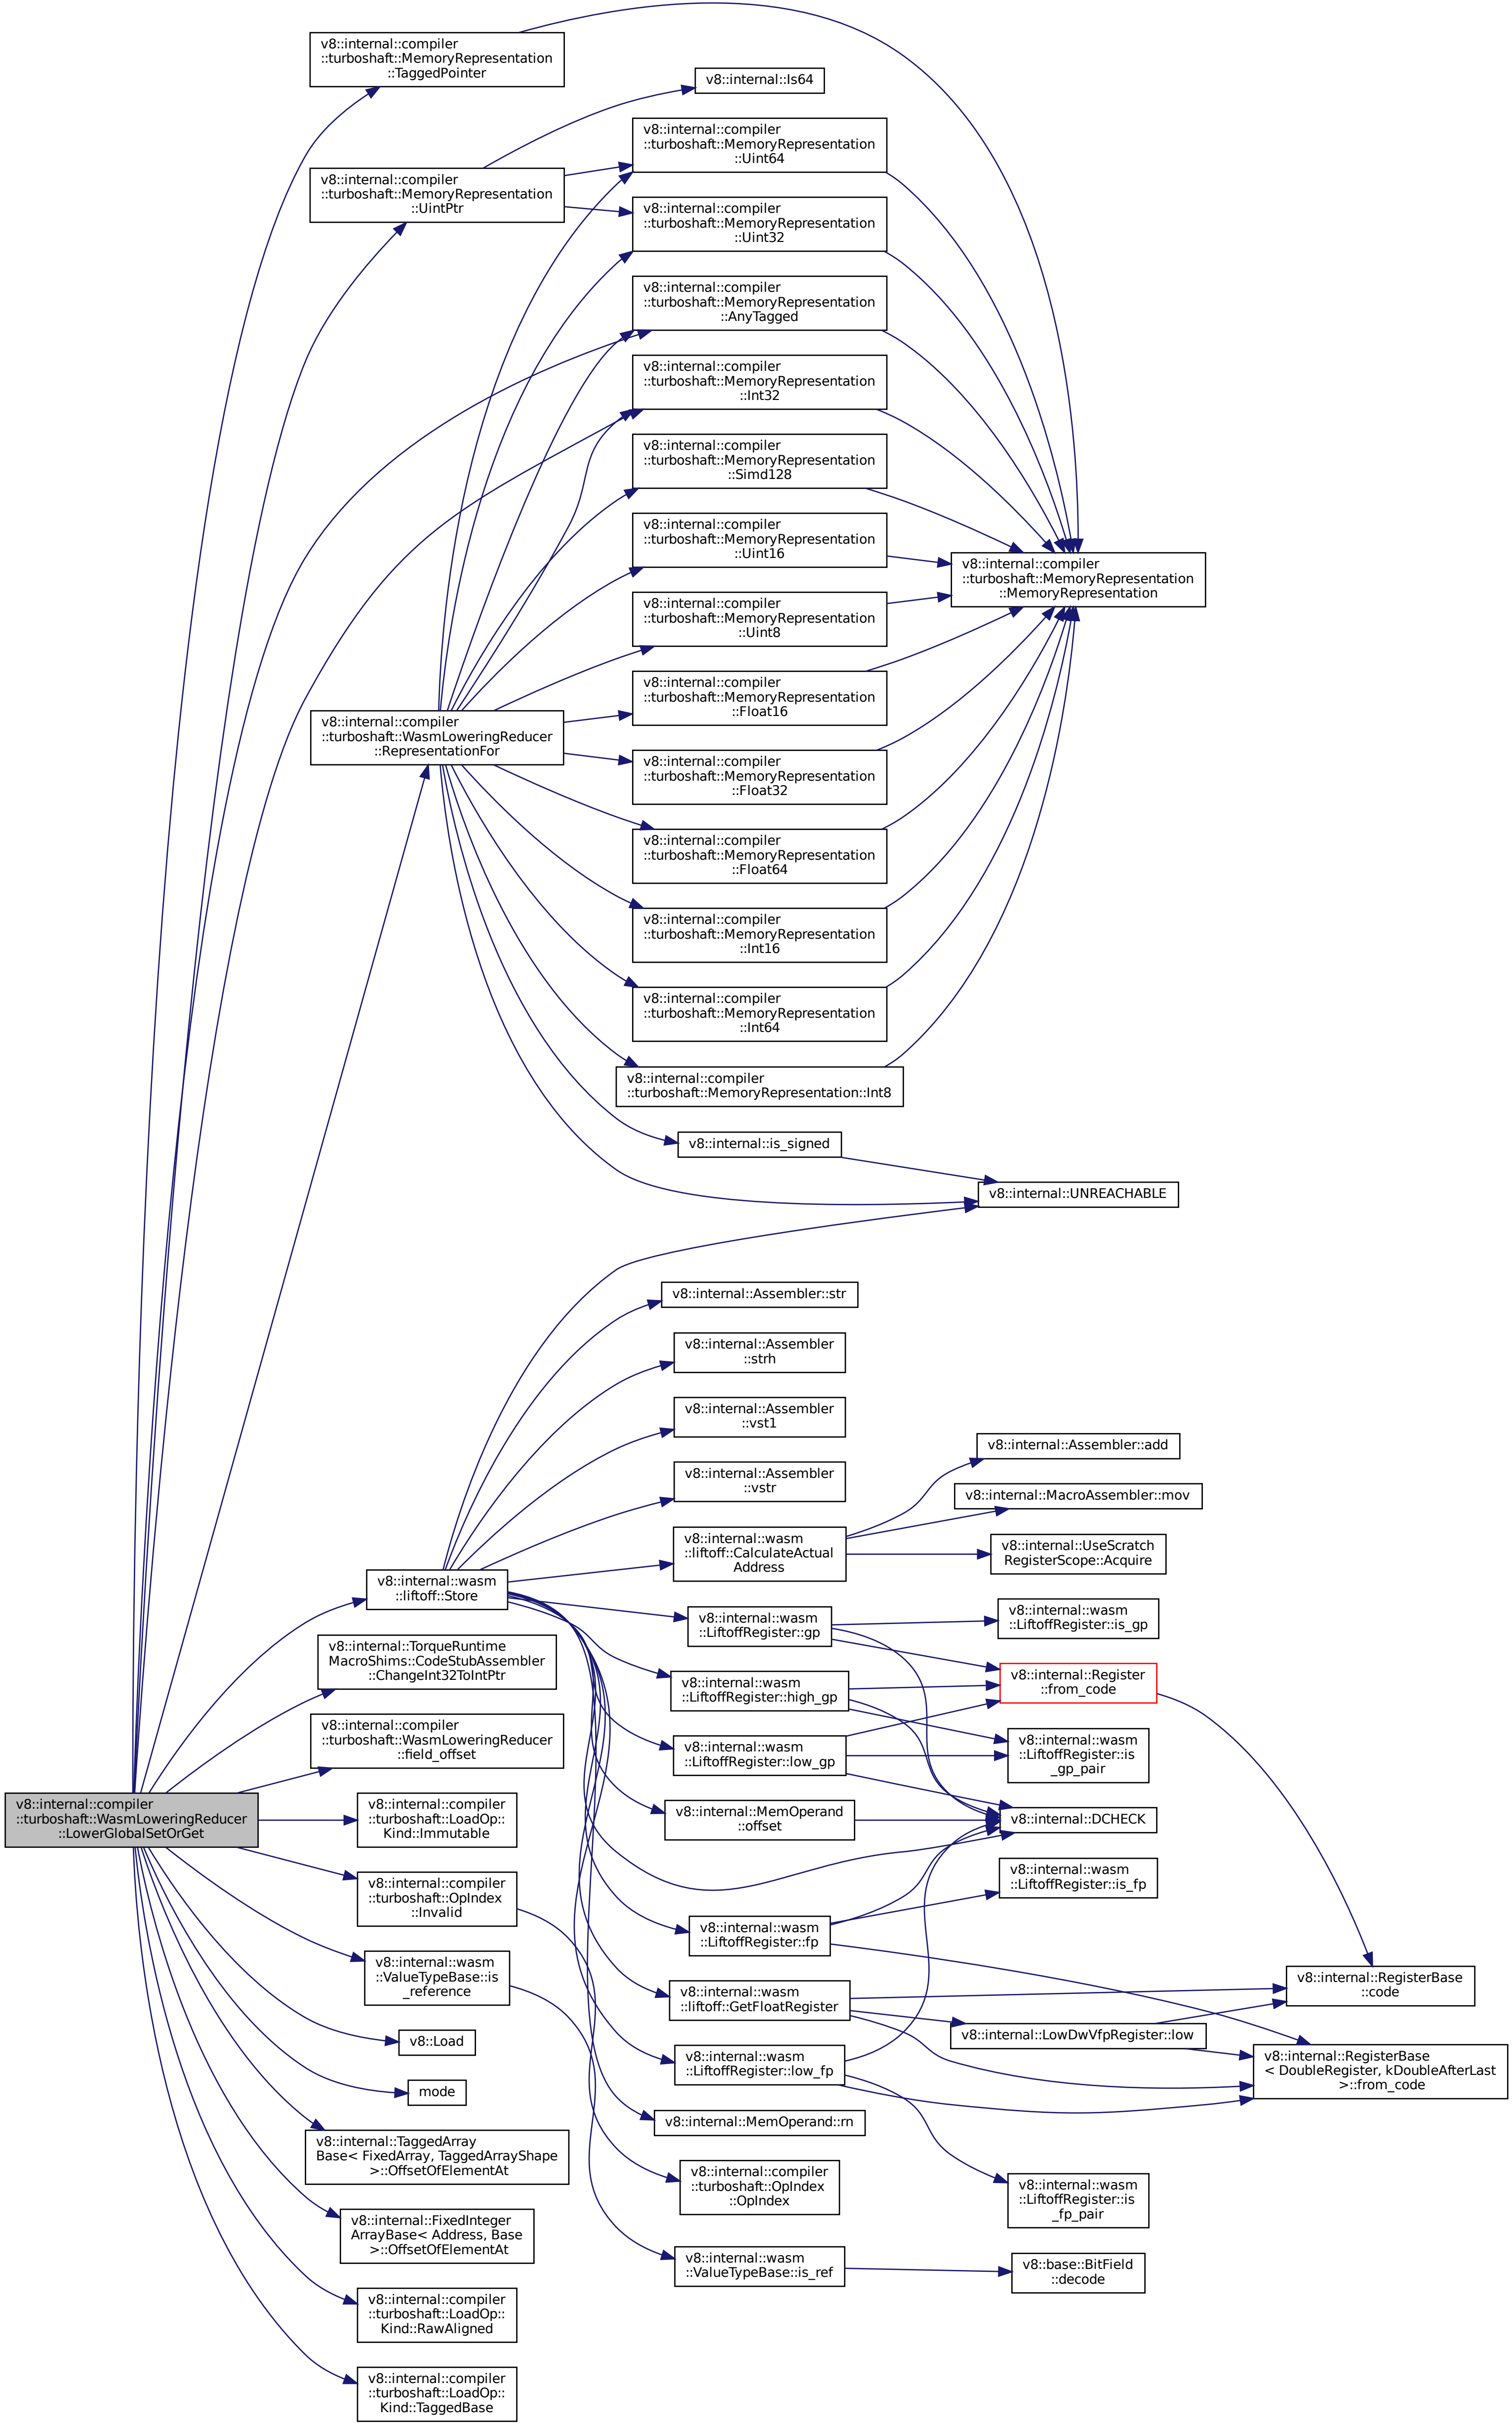 v8::internal::compiler
::turboshaft::MemoryRepresentation
::TaggedPointer
v8::internal::Is64
v8::internal::compiler
::turboshaft::MemoryRepresentation
::Uint64
v8::internal::compiler
::turboshaft::MemoryRepresentation
::UintPtr
v8::internal::compiler
::turboshaft::MemoryRepresentation
::Uint32
v8::internal::compiler
::turboshaft::MemoryRepresentation
::AnyTagged
v8::internal::compiler
::turboshaft::MemoryRepresentation
::Int32
v8::internal::compiler
::turboshaft::MemoryRepresentation
::Simd128
v8::internal::compiler
::turboshaft::MemoryRepresentation
::Uint16
v8::internal::compiler
::turboshaft::MemoryRepresentation
::MemoryRepresentation
v8::internal::compiler
::turboshaft::MemoryRepresentation
::Uint8
v8::internal::compiler
::turboshaft::MemoryRepresentation
::Float16
v8::internal::compiler
::turboshaft::WasmLoweringReducer
::RepresentationFor
v8::internal::compiler
::turboshaft::MemoryRepresentation
::Float32
v8::internal::compiler
::turboshaft::MemoryRepresentation
::Float64
v8::internal::compiler
::turboshaft::MemoryRepresentation
::Int16
v8::internal::compiler
::turboshaft::MemoryRepresentation
::Int64
v8::internal::compiler
::turboshaft::MemoryRepresentation::Int8
v8::internal::is_signed
v8::internal::UNREACHABLE
v8::internal::Assembler::str
v8::internal::Assembler
::strh
v8::internal::Assembler
::vst1
v8::internal::Assembler::add
v8::internal::Assembler
::vstr
v8::internal::MacroAssembler::mov
v8::internal::wasm
::liftoff::CalculateActual
Address
v8::internal::UseScratch
RegisterScope::Acquire
v8::internal::wasm
::liftoff::Store
v8::internal::wasm
::LiftoffRegister::gp
v8::internal::wasm
::LiftoffRegister::is_gp
v8::internal::TorqueRuntime
MacroShims::CodeStubAssembler
::ChangeInt32ToIntPtr
v8::internal::wasm
::LiftoffRegister::high_gp
v8::internal::Register
::from_code
v8::internal::compiler
::turboshaft::WasmLoweringReducer
::field_offset
v8::internal::wasm
::LiftoffRegister::low_gp
v8::internal::wasm
::LiftoffRegister::is
_gp_pair
v8::internal::compiler
::turboshaft::WasmLoweringReducer
::LowerGlobalSetOrGet
v8::internal::compiler
::turboshaft::LoadOp::
Kind::Immutable
v8::internal::MemOperand
::offset
v8::internal::DCHECK
v8::internal::compiler
::turboshaft::OpIndex
::Invalid
v8::internal::wasm
::LiftoffRegister::is_fp
v8::internal::wasm
::LiftoffRegister::fp
v8::internal::wasm
::ValueTypeBase::is
_reference
v8::internal::wasm
::liftoff::GetFloatRegister
v8::internal::RegisterBase
::code
v8::Load
v8::internal::LowDwVfpRegister::low
v8::internal::wasm
::LiftoffRegister::low_fp
v8::internal::RegisterBase
< DoubleRegister, kDoubleAfterLast
>::from_code
mode
v8::internal::MemOperand::rn
v8::internal::TaggedArray
Base< FixedArray, TaggedArrayShape
>::OffsetOfElementAt
v8::internal::compiler
::turboshaft::OpIndex
::OpIndex
v8::internal::wasm
::LiftoffRegister::is
_fp_pair
v8::internal::FixedInteger
ArrayBase< Address, Base
>::OffsetOfElementAt
v8::internal::wasm
::ValueTypeBase::is_ref
v8::base::BitField
::decode
v8::internal::compiler
::turboshaft::LoadOp::
Kind::RawAligned
v8::internal::compiler
::turboshaft::LoadOp::
Kind::TaggedBase